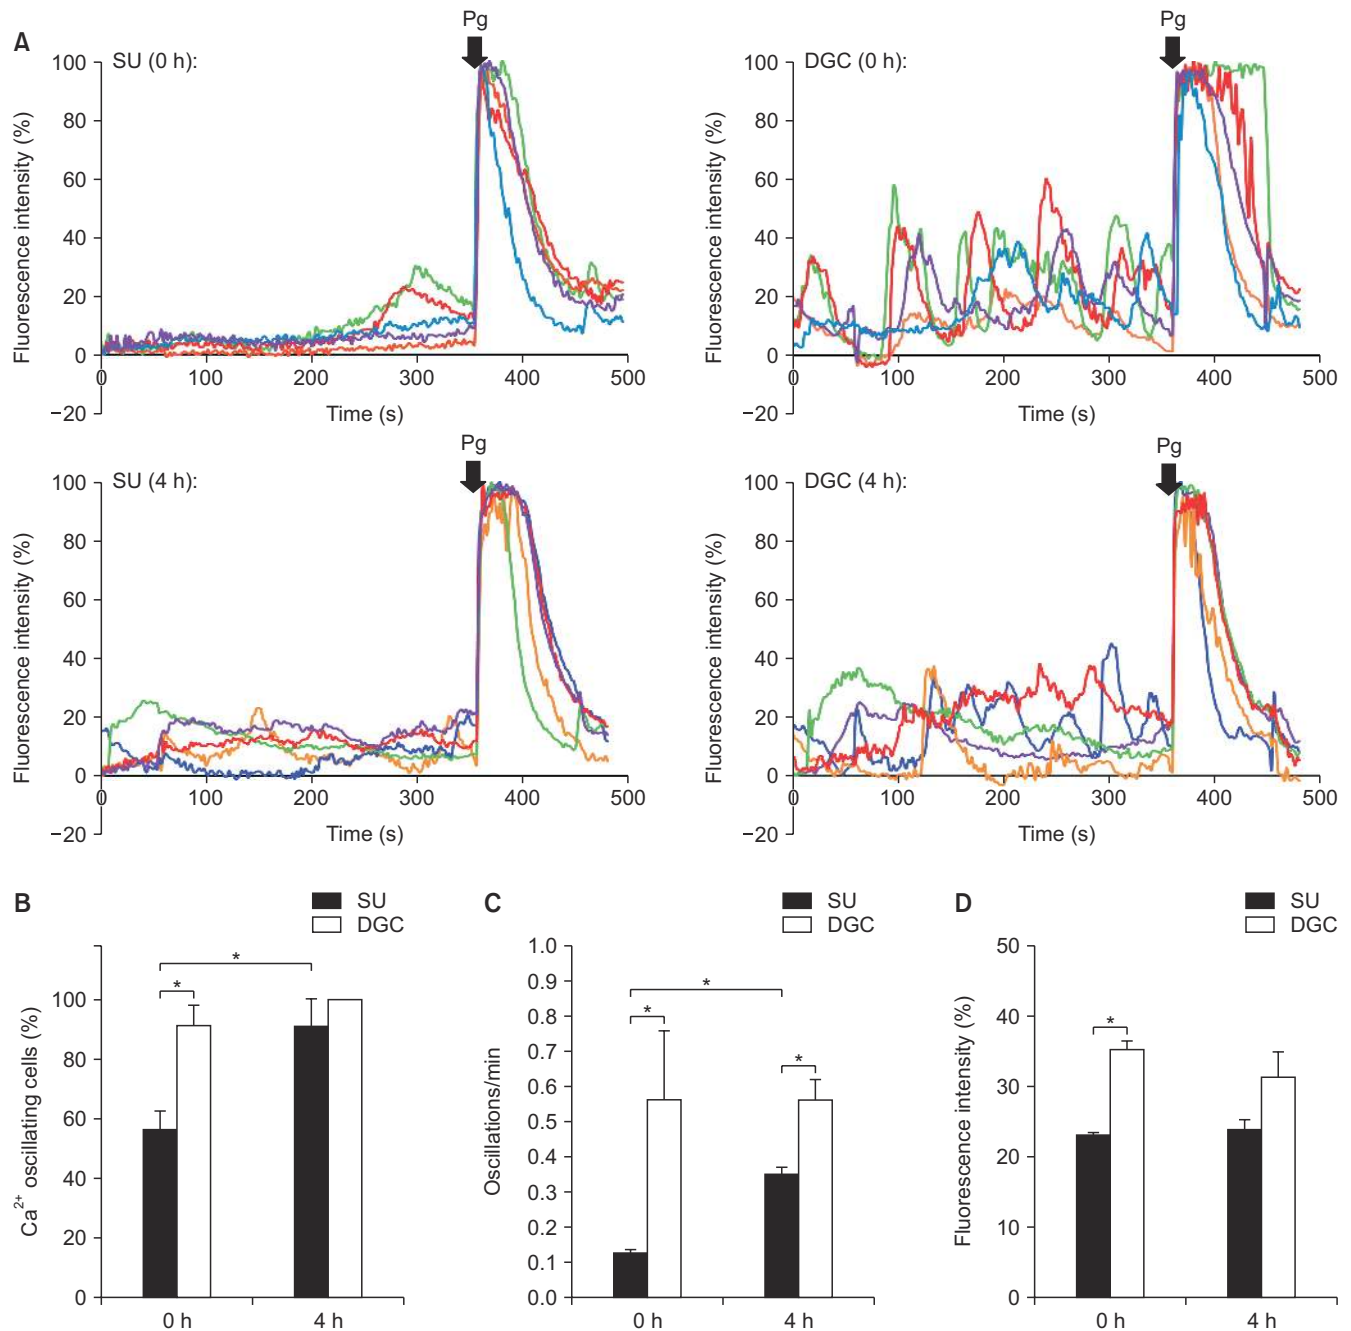 A
Pg
SU (0 h):
Fluorescence intensity (%)
100
80
60
40
20
0
−20
0
100
200
300
400
500
Time (s)
Pg
DGC (0 h):
Fluorescence intensity (%)
100
80
60
40
20
0
−20
0
100
200
300
400
500
Time (s)
Pg
SU (4 h):
Fluorescence intensity (%)
100
80
60
40
20
0
−20
0
100
200
300
400
500
Time (s)
Pg
DGC (4 h):
Fluorescence intensity (%)
100
80
60
40
20
0
−20
0
100
200
300
400
500
Time (s)
B
SU
DGC
Ca²⁺ oscillating cells (%)
100
80
60
40
20
0
*
*
0 h
4 h
C
SU
DGC
Oscillations/min
1.0
0.9
0.8
0.7
0.6
0.5
0.4
0.3
0.2
0.1
0.0
*
*
*
0 h
4 h
D
SU
DGC
Fluorescence intensity (%)
50
40
30
20
10
0
*
0 h
4 h